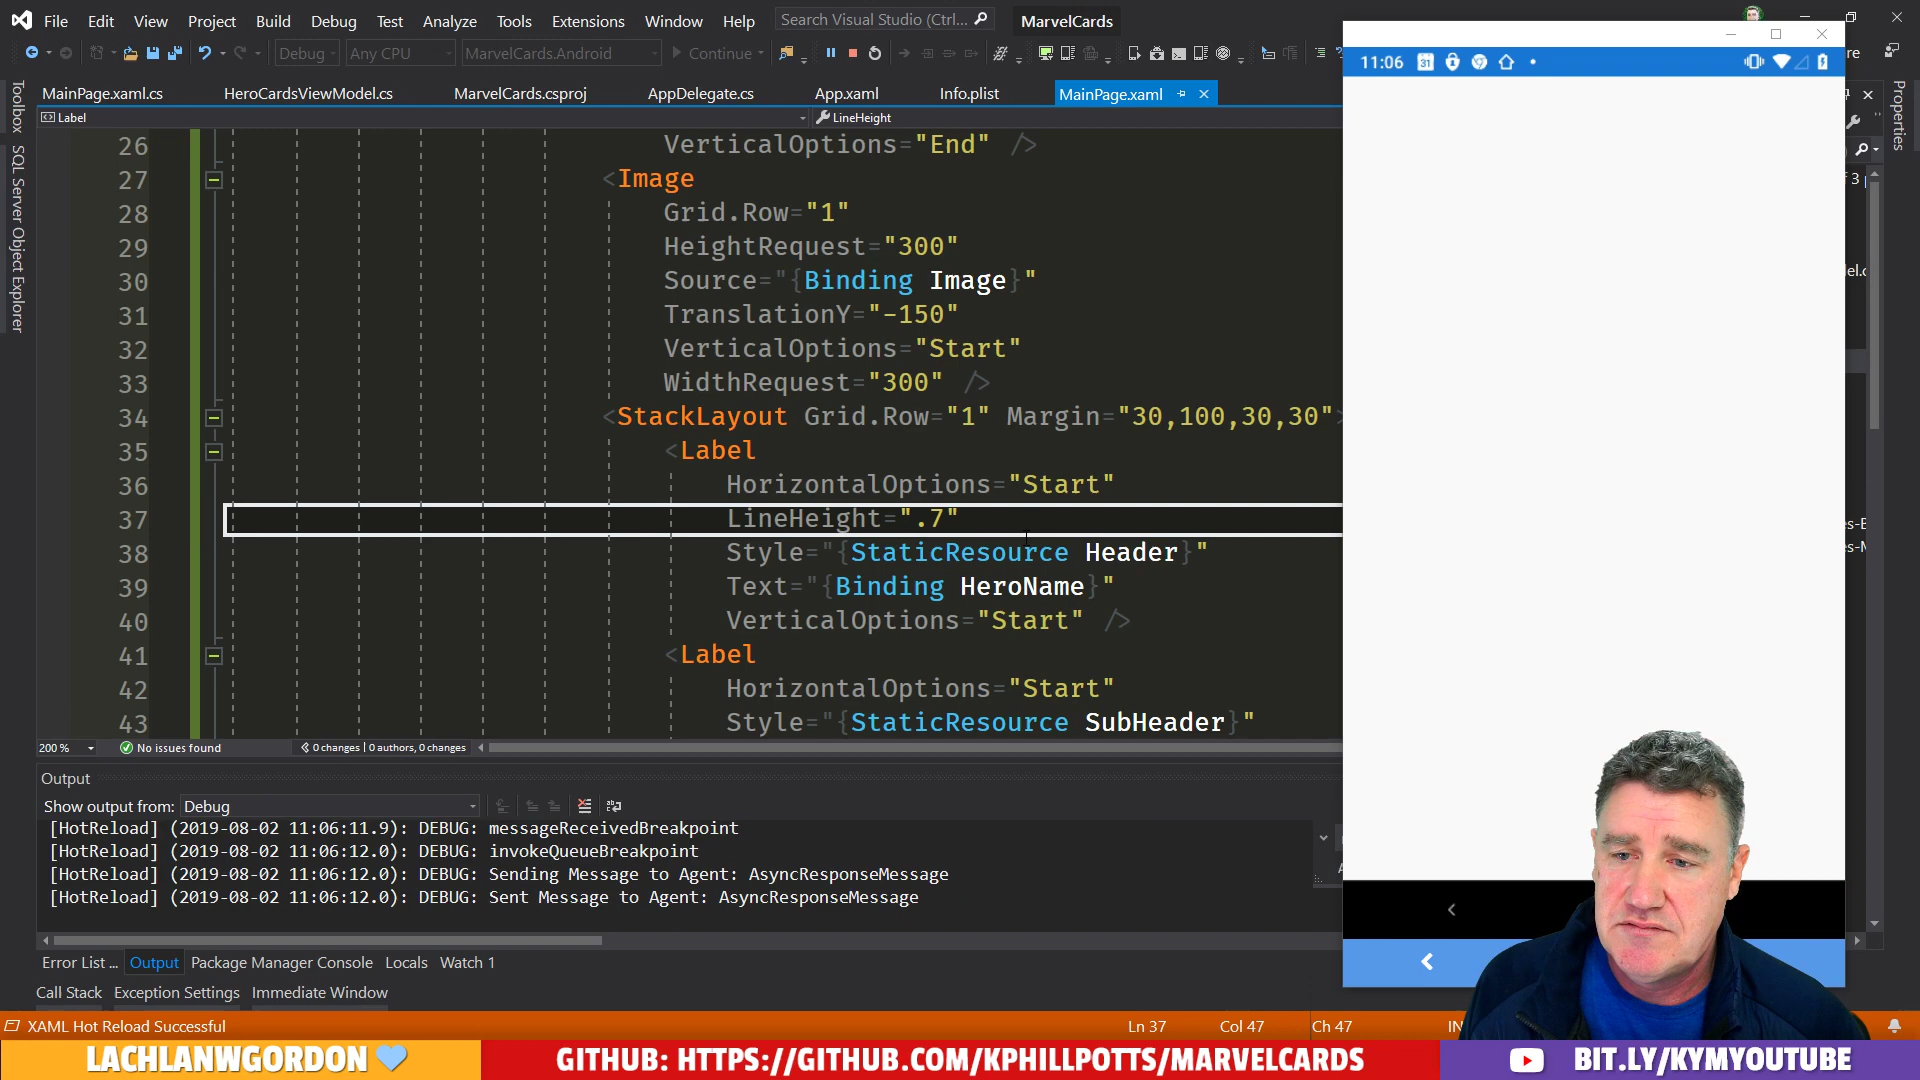 File Edit View Project Build Debug Test Analyze Tools Extensions Window Help Search Visual Studio (Ctrl... MarvelCards
Debug Any CPU MarvelCards.Android Continue
MainPage.xaml.cs HeroCardsViewModel.cs MarvelCards.csproj AppDelegate.cs App.xaml Info.plist MainPage.xaml
Label LineHeight
Toolbox
SQL Server Object Explorer
Properties
26 VerticalOptions="End" />
27 <Image
28 Grid.Row="1"
29 HeightRequest="300"
30 Source="{Binding Image}"
31 TranslationY="-150"
32 VerticalOptions="Start"
33 WidthRequest="300" />
34 <StackLayout Grid.Row="1" Margin="30,100,30,30">
35 <Label
36 HorizontalOptions="Start"
37 LineHeight=".7"
38 Style="{StaticResource Header}"
39 Text="{Binding HeroName}"
40 VerticalOptions="Start" />
41 <Label
42 HorizontalOptions="Start"
43 Style="{StaticResource SubHeader}"
200 % No issues found 0 changes | 0 authors, 0 changes
Output
Show output from: Debug
[HotReload] (2019-08-02 11:06:11.9): DEBUG: messageReceivedBreakpoint
[HotReload] (2019-08-02 11:06:12.0): DEBUG: invokeQueueBreakpoint
[HotReload] (2019-08-02 11:06:12.0): DEBUG: Sending Message to Agent: AsyncResponseMessage
[HotReload] (2019-08-02 11:06:12.0): DEBUG: Sent Message to Agent: AsyncResponseMessage
Error List ... Output Package Manager Console Locals Watch 1
Call Stack Exception Settings Immediate Window
XAML Hot Reload Successful Ln 37 Col 47 Ch 47 IN
11:06 31
LACHLANWGORDON
GITHUB: HTTPS://GITHUB.COM/KPHILLPOTTS/MARVELCARDS
BIT.LY/KYMYOUTUBE